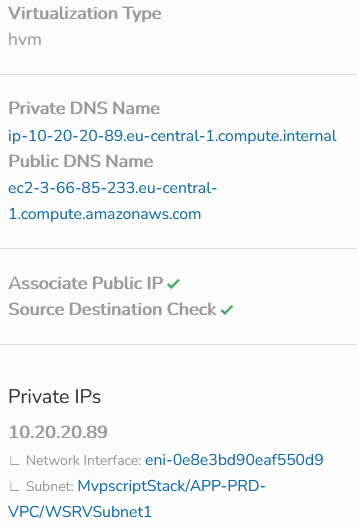 Virtualization Type
hvm
Private DNS Name
ip-10-20-20-89.eu-central-1.compute.internal
Public DNS Name
ec2-3-66-85-233.eu-central-
1.compute.amazonaws.com
Associate Public IP ✓
Source Destination Check ✓
Private IPs
10.20.20.89
∟ Network Interface: eni-0e8e3bd90eaf550d9
∟ Subnet: MvpscriptStack/APP-PRD-
VPC/WSRVSubnet1